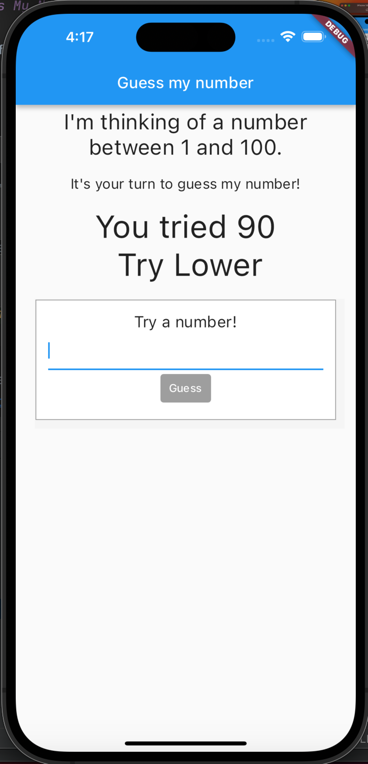 4:17
DEBUG
Guess my number
I'm thinking of a number
between 1 and 100.
It's your turn to guess my number!
You tried 90
Try Lower
Try a number!
Guess